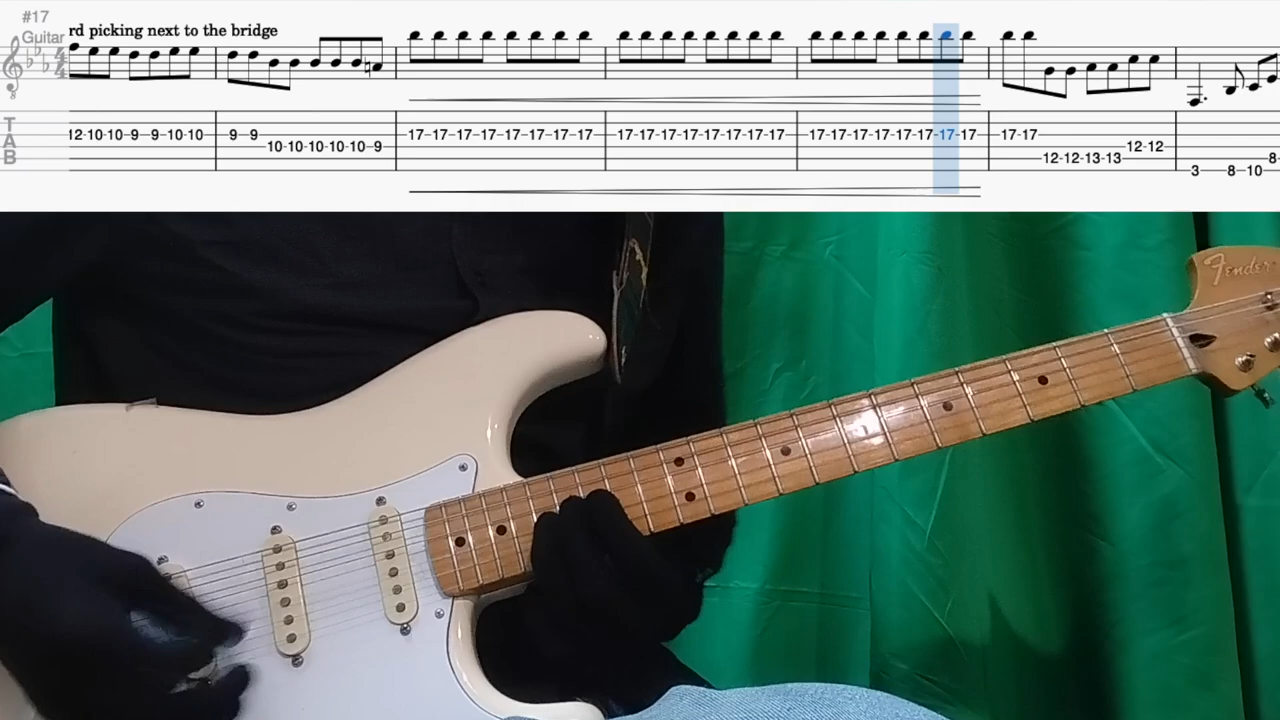 #17
rd picking next to the bridge
Guitar
4
4
8
T
A
B
12 10 10 9 9 10 10
9 9
10 10 10 10 10 9
17 17 17 17 17 17 17 17
17 17 17 17 17 17 17 17
17 17 17 17 17 17 17 17
17 17
12 12 13 13
12 12
3 8 10
8
Fender